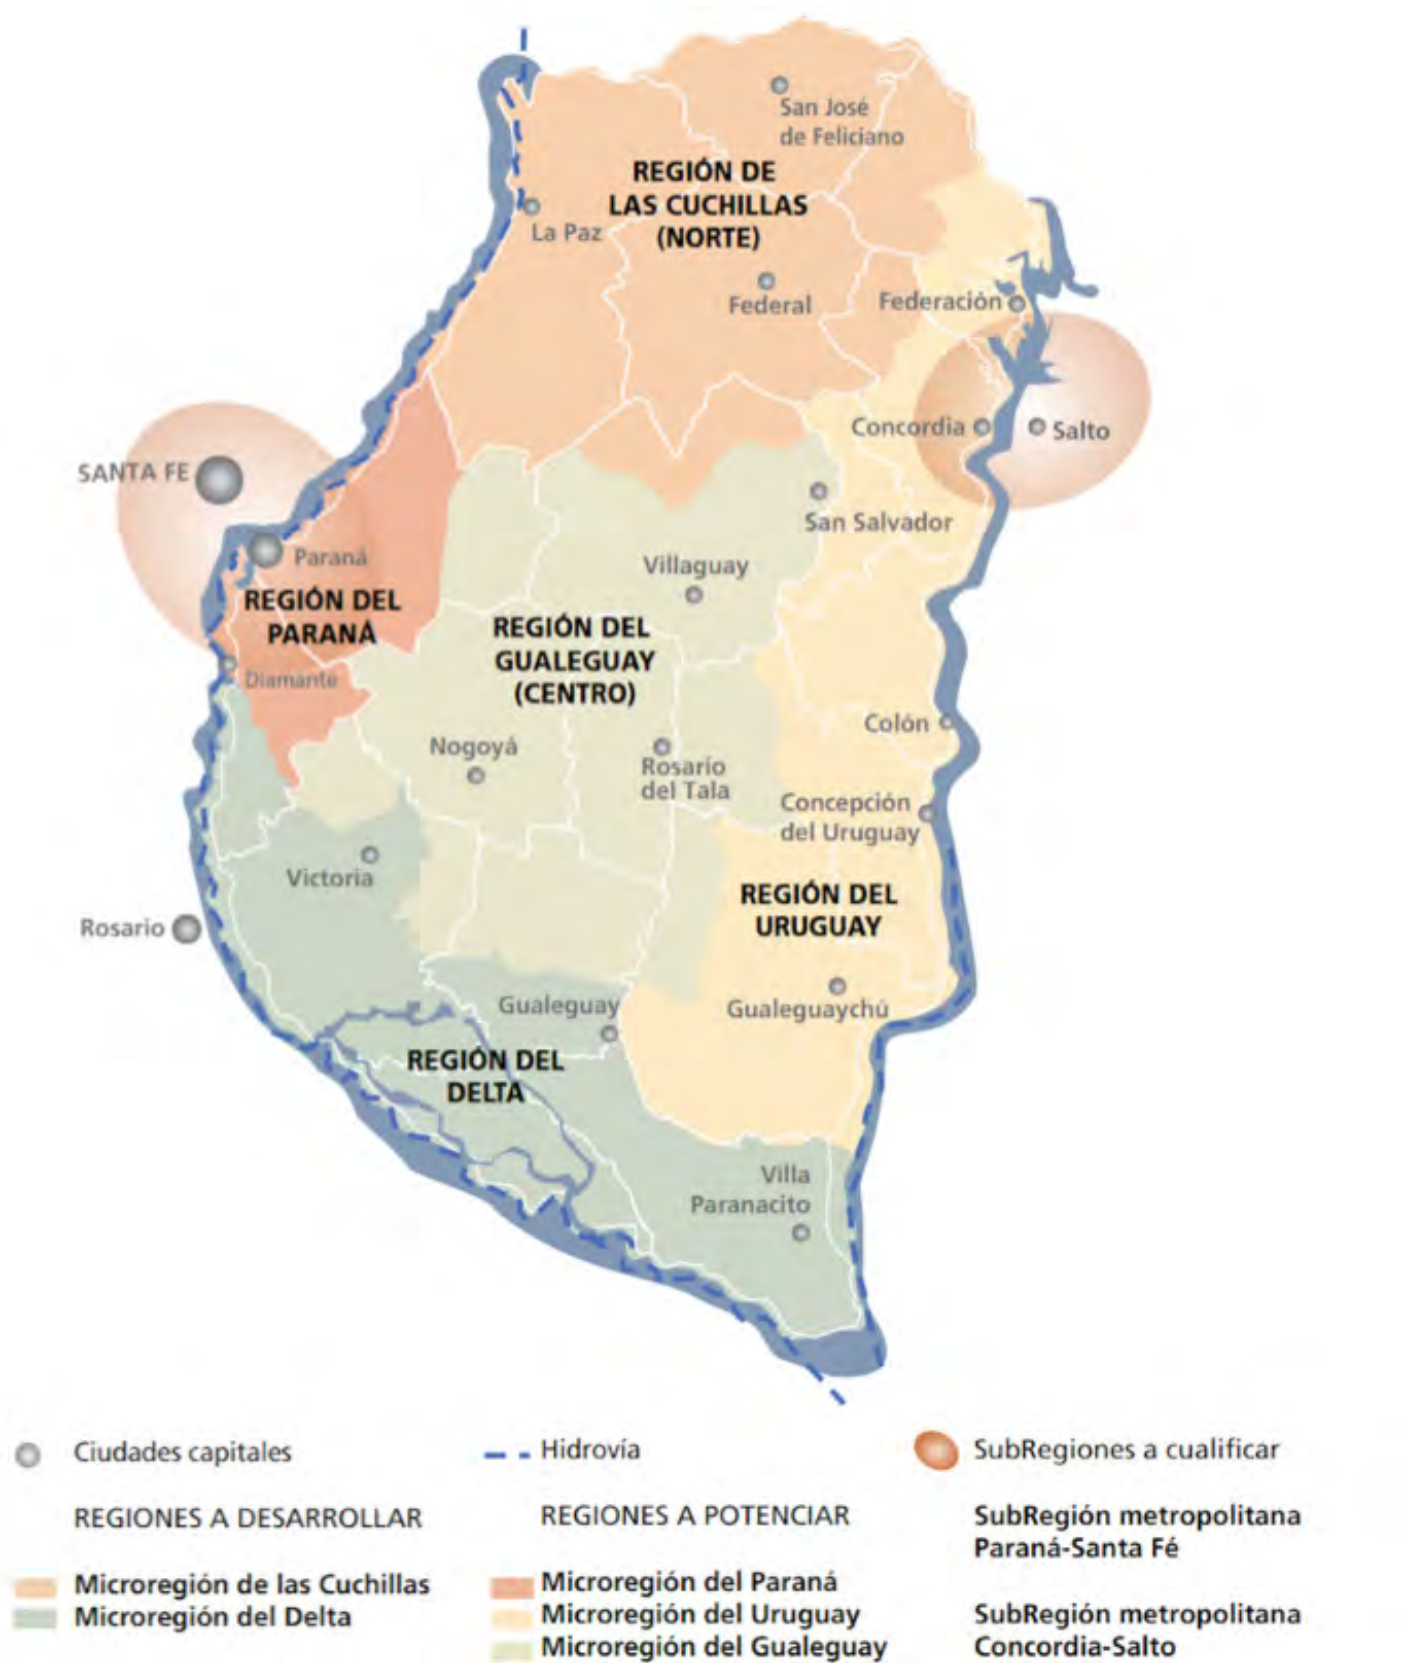 San José
de Feliciano
REGIÓN DE
LAS CUCHILLAS
(NORTE)
La Paz
Federal
Federación
Concordia
Salto
SANTA FE
San Salvador
Paraná
Villaguay
REGIÓN DEL
PARANÁ
REGIÓN DEL
GUALEGUAY
(CENTRO)
Diamante
Colón
Nogoyá
Rosario
del Tala
Concepción
del Uruguay
Victoria
REGIÓN DEL
URUGUAY
Rosario
Gualeguay
Gualeguaychú
REGIÓN DEL
DELTA
Villa
Paranacito
Ciudades capitales
REGIONES A DESARROLLAR
Microregión de las Cuchillas
Microregión del Delta
Hidrovía
REGIONES A POTENCIAR
Microregión del Paraná
Microregión del Uruguay
Microregión del Gualeguay
SubRegiones a cualificar
SubRegión metropolitana
Paraná-Santa Fé
SubRegión metropolitana
Concordia-Salto